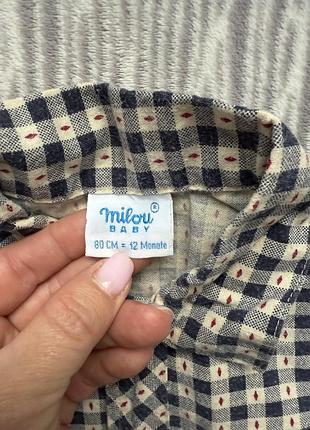 milou ®
BABY
80 CM = 12 Monate